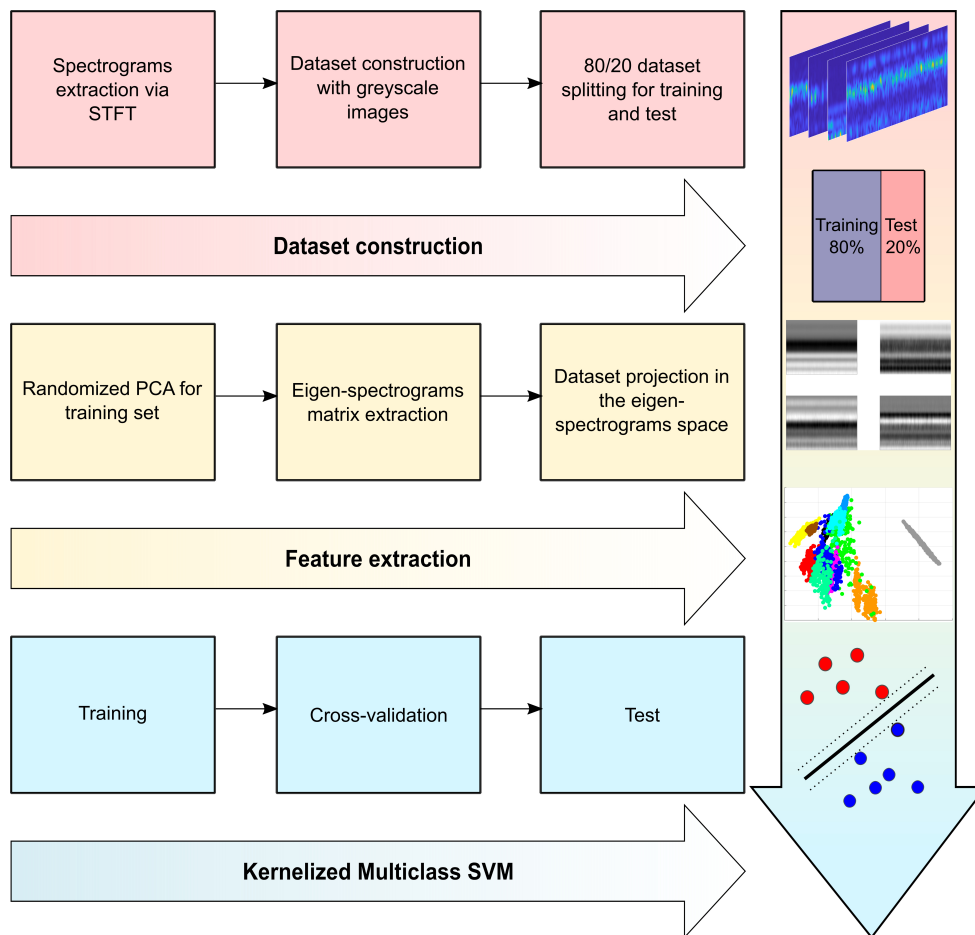 Spectrograms
extraction via
STFT
Dataset construction
with greyscale
images
80/20 dataset
splitting for training
and test
Training
80%
Test
20%
Dataset construction
Randomized PCA for
training set
Eigen-spectrograms
matrix extraction
Dataset projection in
the eigen-
spectrograms space
Feature extraction
Training
Cross-validation
Test
Kernelized Multiclass SVM